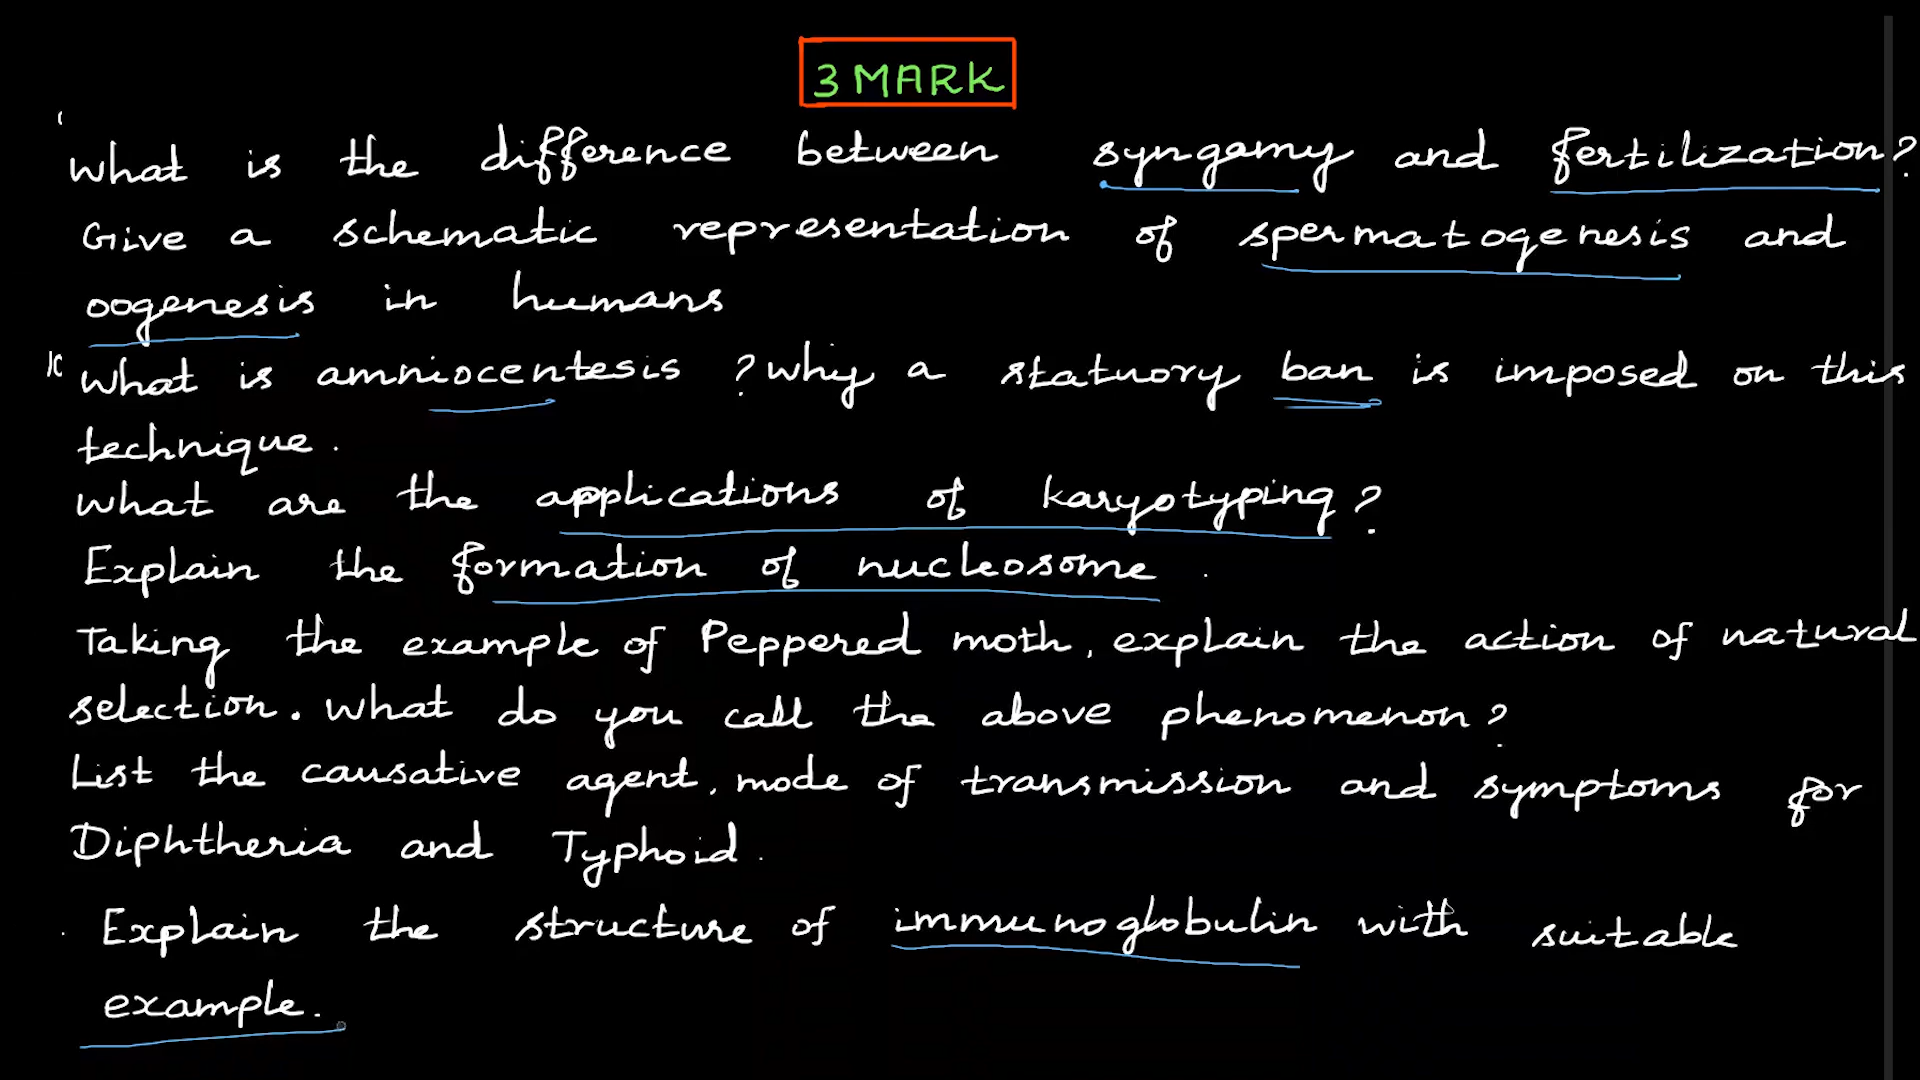 3 MARK
What is the difference between syngamy and fertilization?
Give a schematic representation of spermatogenesis and
oogenesis in humans
What is amniocentesis ? why a statuory ban is imposed on this
technique.
What are the applications of karyotyping?
Explain the formation of nucleosome .
Taking the example of Peppered moth, explain the action of natural
selection. What do you call the above phenomenon?
List the causative agent, mode of transmission and symptoms for
Diphtheria and Typhoid.
Explain the structure of immunoglobulin with suitable
example.